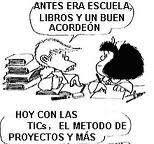 ANTES ERA ESCUELA,
LIBROS Y UN BUEN
ACORDEÓN
HOY CON LAS
TICs, EL METODO DE
PROYECTOS Y MÁS